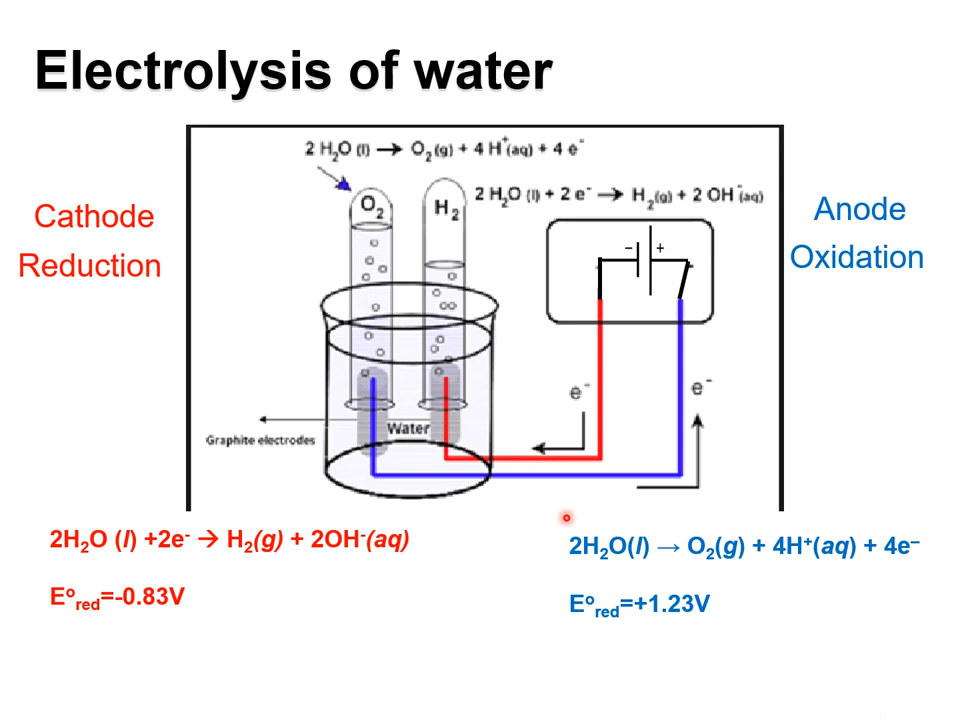 Electrolysis of water
2 H₂O (l) → O₂(g) + 4 H⁺(aq) + 4 e⁻
2 H₂O (l) + 2 e⁻ → H₂(g) + 2 OH⁻(aq)
Cathode
Reduction
Anode
Oxidation
O₂
H₂
− +
e⁻
e⁻
Water
Graphite electrodes
2H₂O (l) +2e⁻ → H₂(g) + 2OH⁻(aq)
2H₂O(l) → O₂(g) + 4H⁺(aq) + 4e⁻
E°red=-0.83V
E°red=+1.23V